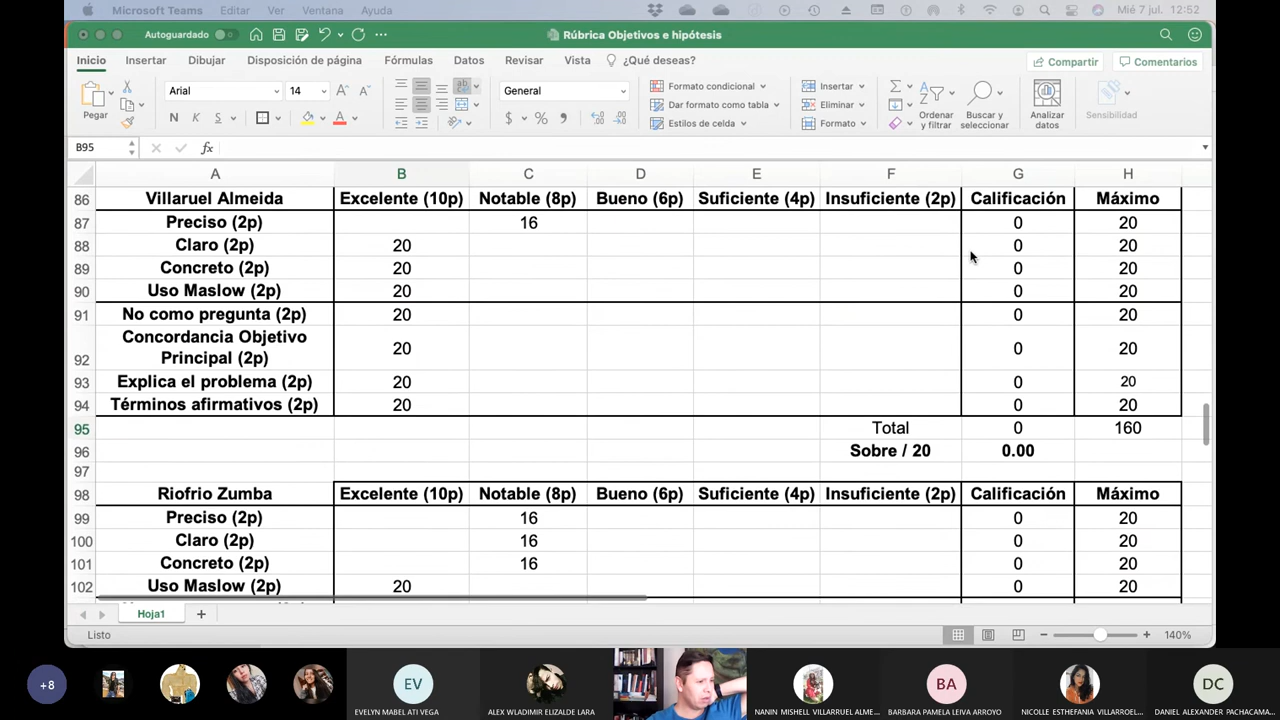 Microsoft Teams Editar Ver Ventana Ayuda Mié 7 jul. 12:52
Autoguardado Rúbrica Objetivos e hipótesis
Inicio Insertar Dibujar Disposición de página Fórmulas Datos Revisar Vista ¿Qué deseas? Compartir Comentarios
Pegar Arial 14 General Formato condicional Dar formato como tabla Estilos de celda Insertar Eliminar Formato Ordenar y filtrar Buscar y seleccionar Analizar datos Sensibilidad
B95 fx
A B C D E F G H
86 Villaruel Almeida Excelente (10p) Notable (8p) Bueno (6p) Suficiente (4p) Insuficiente (2p) Calificación Máximo
87 Preciso (2p) 16 0 20
88 Claro (2p) 20 0 20
89 Concreto (2p) 20 0 20
90 Uso Maslow (2p) 20 0 20
91 No como pregunta (2p) 20 0 20
92 Concordancia Objetivo Principal (2p) 20 0 20
93 Explica el problema (2p) 20 0 20
94 Términos afirmativos (2p) 20 0 20
95 Total 0 160
96 Sobre / 20 0.00
97
98 Riofrio Zumba Excelente (10p) Notable (8p) Bueno (6p) Suficiente (4p) Insuficiente (2p) Calificación Máximo
99 Preciso (2p) 16 0 20
100 Claro (2p) 16 0 20
101 Concreto (2p) 16 0 20
102 Uso Maslow (2p) 20 0 20
Hoja1
Listo 140%
+8 EV BA DC
EVELYN MABEL ATI VEGA ALEX WLADIMIR ELIZALDE LARA NANIN MISHELL VILLARRUEL ALME... BARBARA PAMELA LEIVA ARROYO NICOLLE ESTHEFANIA VILLARROEL... DANIEL ALEXANDER PACHACAMA...